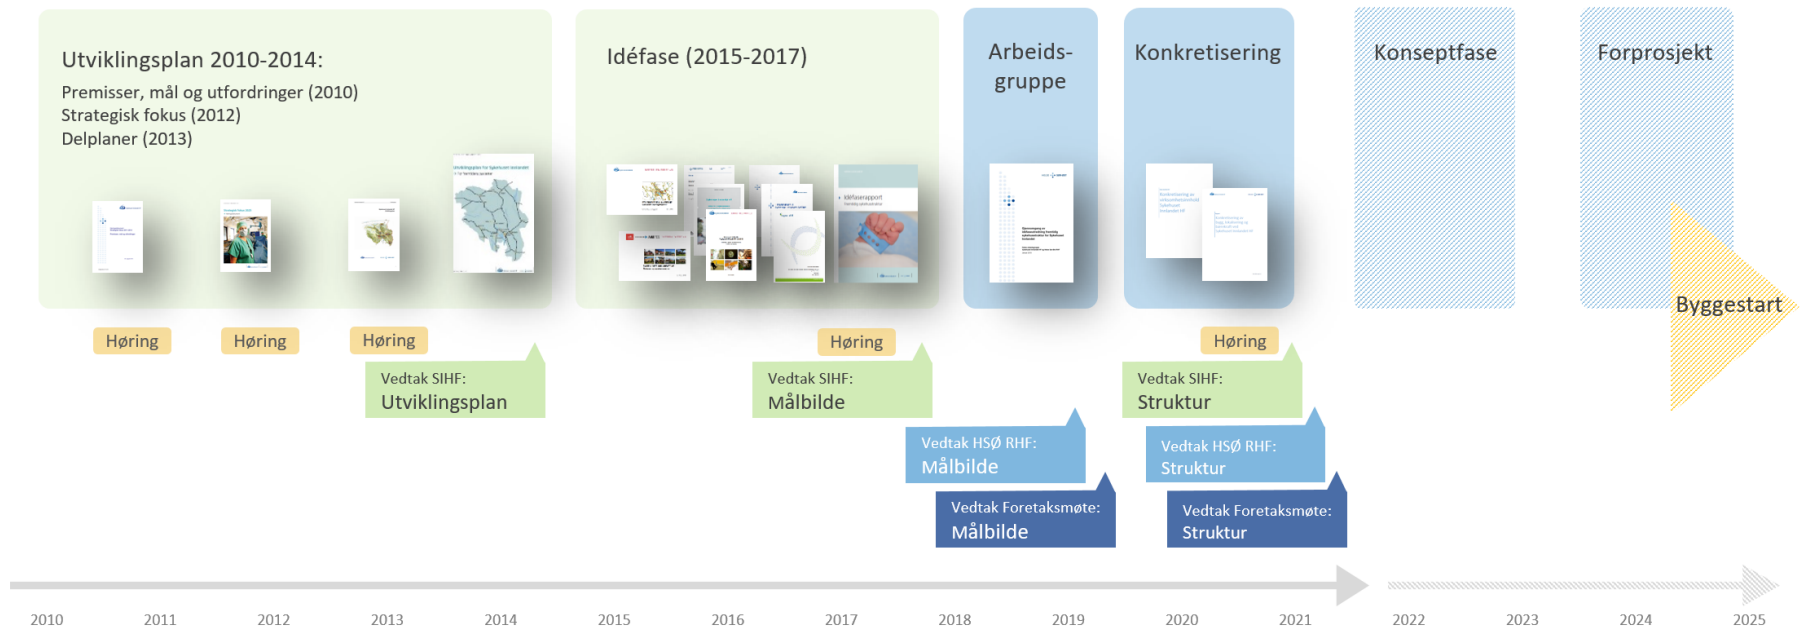 Utviklingsplan 2010-2014:
Premisser, mål og utfordringer (2010)
Strategisk fokus (2012)
Delplaner (2013)
Idéfase (2015-2017)
Arbeids-
gruppe
Konkretisering
Konseptfase
Forprosjekt
Idéfaserapport
Byggestart
Høring
Høring
Høring
Høring
Høring
Vedtak SIHF:
Utviklingsplan
Vedtak SIHF:
Målbilde
Vedtak SIHF:
Struktur
Vedtak HSØ RHF:
Målbilde
Vedtak HSØ RHF:
Struktur
Vedtak Foretaksmøte:
Målbilde
Vedtak Foretaksmøte:
Struktur
2010
2011
2012
2013
2014
2015
2016
2017
2018
2019
2020
2021
2022
2023
2024
2025